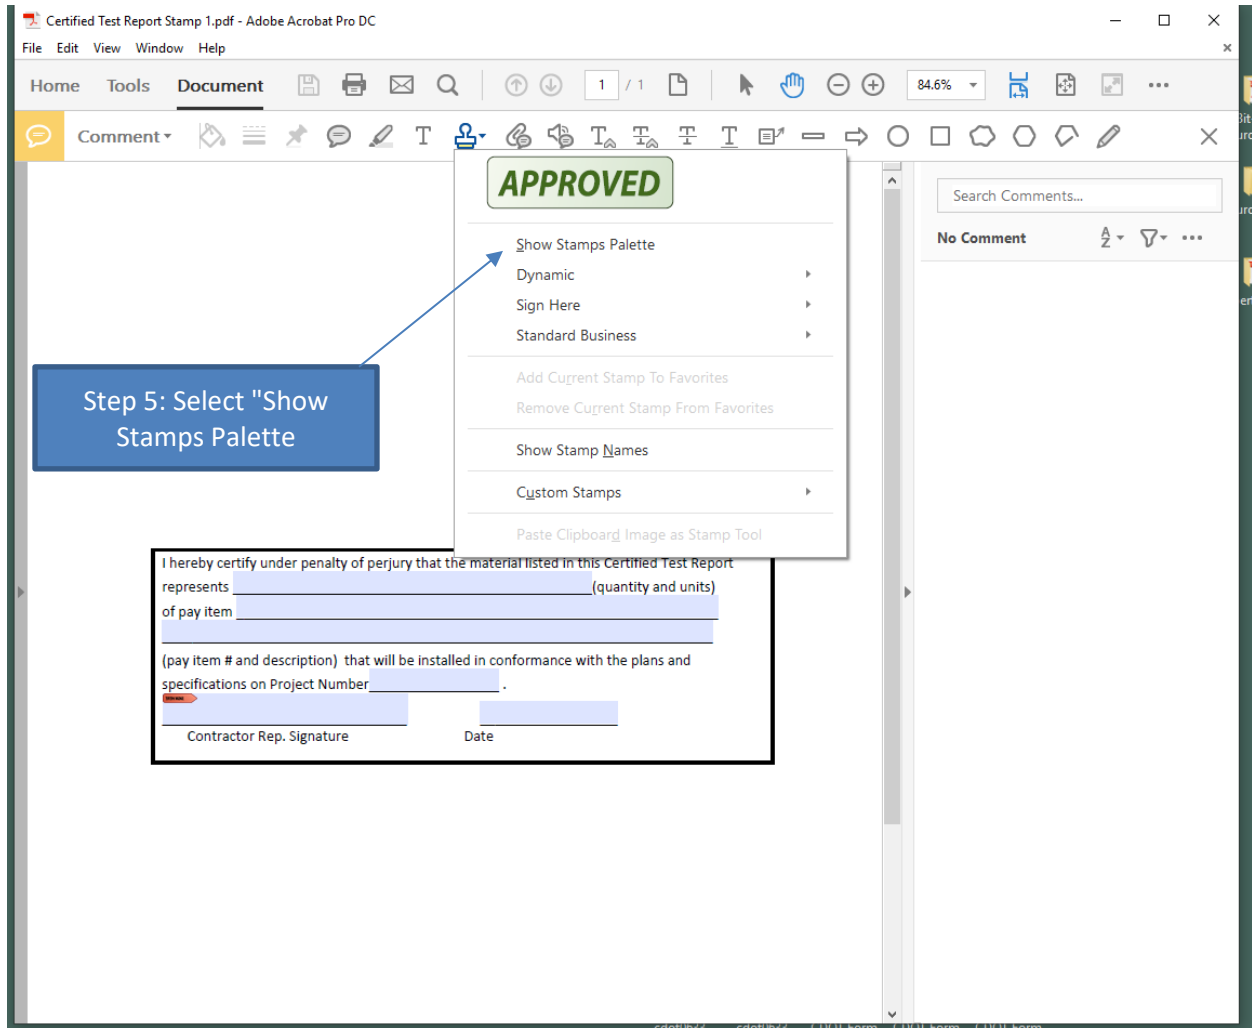 Certified Test Report Stamp 1.pdf - Adobe Acrobat Pro DC
File Edit View Window Help
Home Tools Document 1 / 1 84.6%
Comment
APPROVED
Show Stamps Palette
Dynamic
Sign Here
Standard Business
Add Current Stamp To Favorites
Remove Current Stamp From Favorites
Show Stamp Names
Custom Stamps
Paste Clipboard Image as Stamp Tool
Search Comments...
No Comment
Step 5: Select "Show
Stamps Palette
I hereby certify under penalty of perjury that the material listed in this Certified Test Report
represents (quantity and units)
of pay item
(pay item # and description) that will be installed in conformance with the plans and
specifications on Project Number .
Contractor Rep. Signature Date